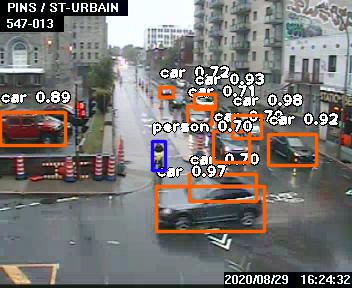 PINS / ST-URBAIN
547-013
car 0.72
car 0.93
car 0.71
car 0.89
car 0.98
car 0.92
person 0.70
car 0.70
car 0.97
2020/08/29 16:24:32